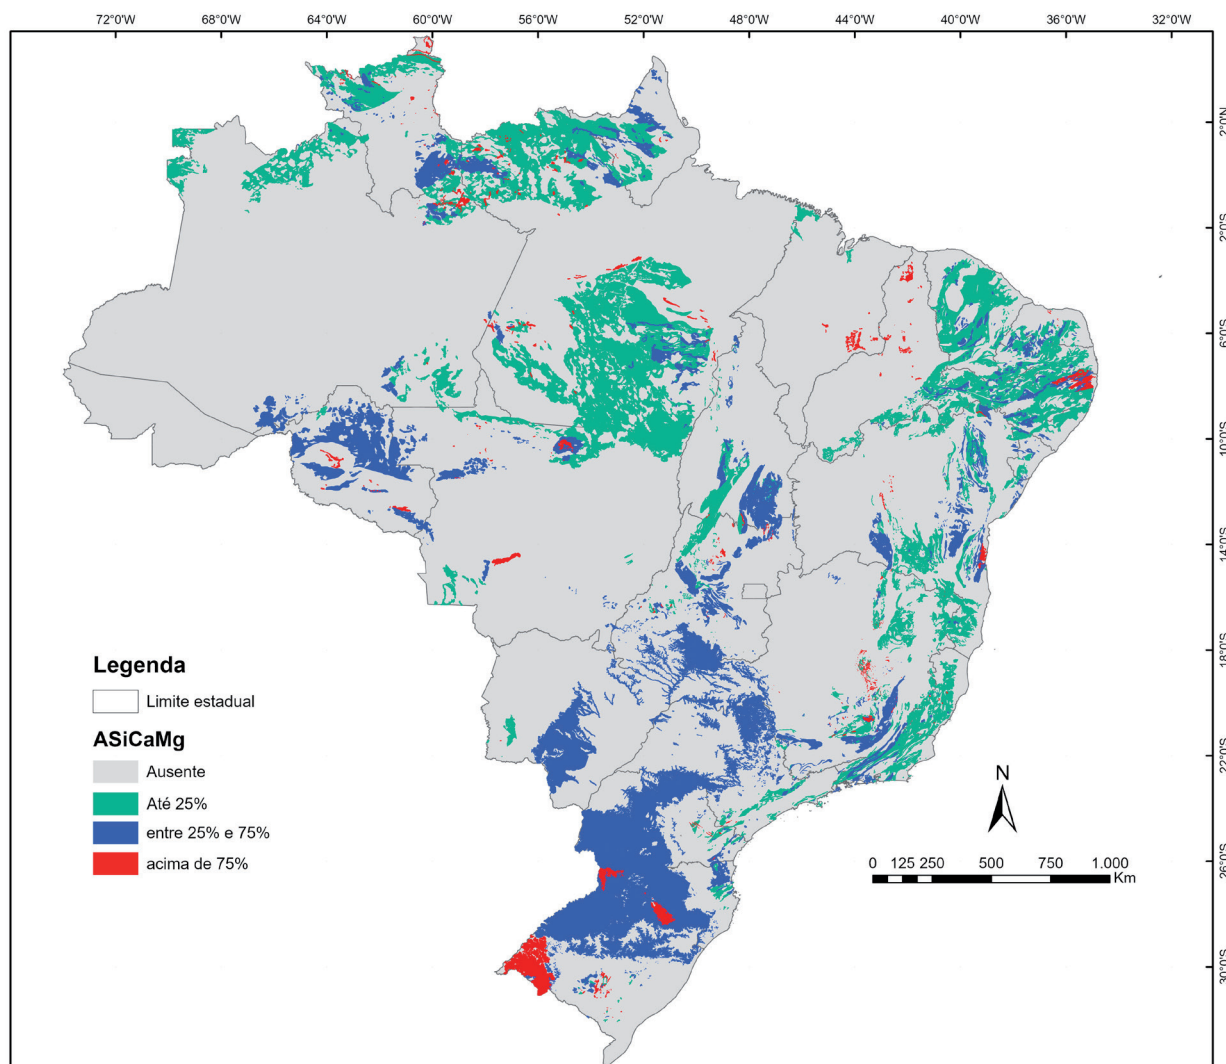 72°0'W 68°0'W 64°0'W 60°0'W 56°0'W 52°0'W 48°0'W 44°0'W 40°0'W 36°0'W 32°0'W
2°0'N
2°0'S
6°0'S
10°0'S
14°0'S
18°0'S
22°0'S
26°0'S
30°0'S
Legenda
Limite estadual
ASiCaMg
Ausente
Até 25%
entre 25% e 75%
acima de 75%
N
0 125 250 500 750 1.000
Km